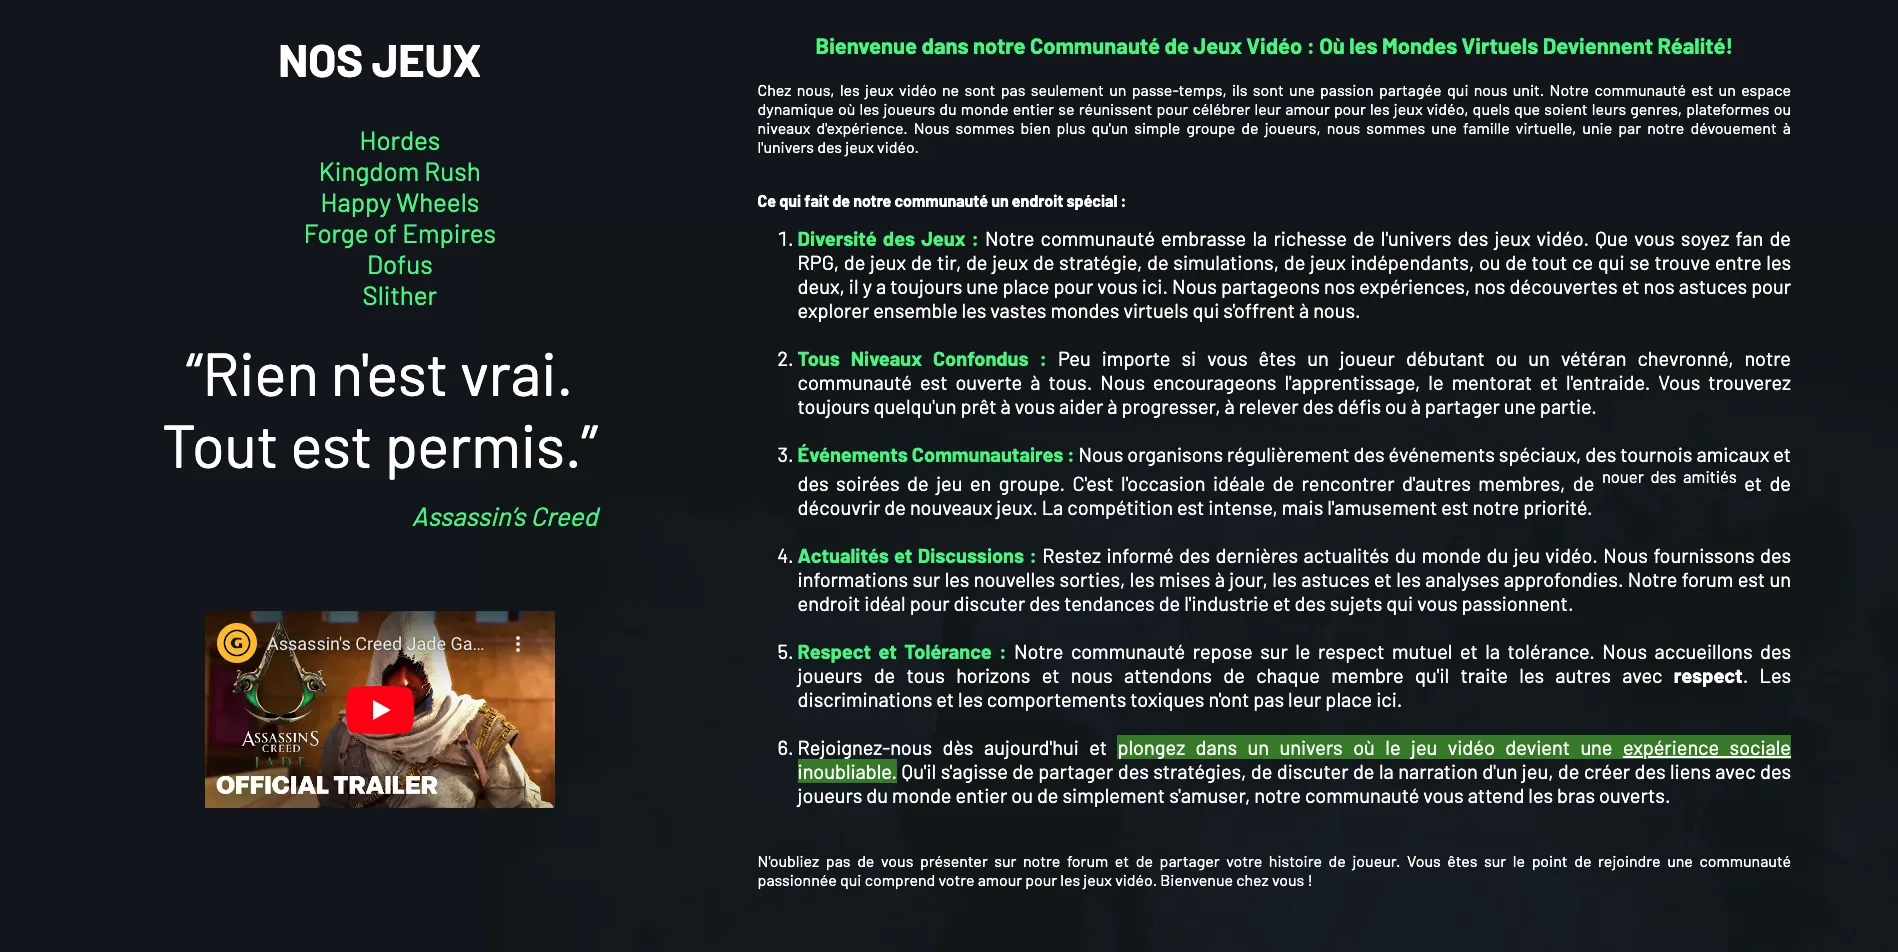 NOS JEUX
Hordes
Kingdom Rush
Happy Wheels
Forge of Empires
Dofus
Slither
“Rien n'est vrai.
Tout est permis.”
Assassin’s Creed
G
Assassin's Creed Jade Ga...
ASSASSIN'S
CREED
JADE
OFFICIAL TRAILER
Bienvenue dans notre Communauté de Jeux Vidéo : Où les Mondes Virtuels Deviennent Réalité!
Chez nous, les jeux vidéo ne sont pas seulement un passe-temps, ils sont une passion partagée qui nous unit. Notre communauté est un espace
dynamique où les joueurs du monde entier se réunissent pour célébrer leur amour pour les jeux vidéo, quels que soient leurs genres, plateformes ou
niveaux d'expérience. Nous sommes bien plus qu'un simple groupe de joueurs, nous sommes une famille virtuelle, unie par notre dévouement à
l'univers des jeux vidéo.
Ce qui fait de notre communauté un endroit spécial :
1. Diversité des Jeux : Notre communauté embrasse la richesse de l'univers des jeux vidéo. Que vous soyez fan de
RPG, de jeux de tir, de jeux de stratégie, de simulations, de jeux indépendants, ou de tout ce qui se trouve entre les
deux, il y a toujours une place pour vous ici. Nous partageons nos expériences, nos découvertes et nos astuces pour
explorer ensemble les vastes mondes virtuels qui s'offrent à nous.
2. Tous Niveaux Confondus : Peu importe si vous êtes un joueur débutant ou un vétéran chevronné, notre
communauté est ouverte à tous. Nous encourageons l'apprentissage, le mentorat et l'entraide. Vous trouverez
toujours quelqu'un prêt à vous aider à progresser, à relever des défis ou à partager une partie.
3. Événements Communautaires : Nous organisons régulièrement des événements spéciaux, des tournois amicaux et
des soirées de jeu en groupe. C'est l'occasion idéale de rencontrer d'autres membres, de nouer des amitiés et de
découvrir de nouveaux jeux. La compétition est intense, mais l'amusement est notre priorité.
4. Actualités et Discussions : Restez informé des dernières actualités du monde du jeu vidéo. Nous fournissons des
informations sur les nouvelles sorties, les mises à jour, les astuces et les analyses approfondies. Notre forum est un
endroit idéal pour discuter des tendances de l'industrie et des sujets qui vous passionnent.
5. Respect et Tolérance : Notre communauté repose sur le respect mutuel et la tolérance. Nous accueillons des
joueurs de tous horizons et nous attendons de chaque membre qu'il traite les autres avec respect. Les
discriminations et les comportements toxiques n'ont pas leur place ici.
6. Rejoignez-nous dès aujourd'hui et plongez dans un univers où le jeu vidéo devient une expérience sociale
inoubliable. Qu'il s'agisse de partager des stratégies, de discuter de la narration d'un jeu, de créer des liens avec des
joueurs du monde entier ou de simplement s'amuser, notre communauté vous attend les bras ouverts.
N'oubliez pas de vous présenter sur notre forum et de partager votre histoire de joueur. Vous êtes sur le point de rejoindre une communauté
passionnée qui comprend votre amour pour les jeux vidéo. Bienvenue chez vous !